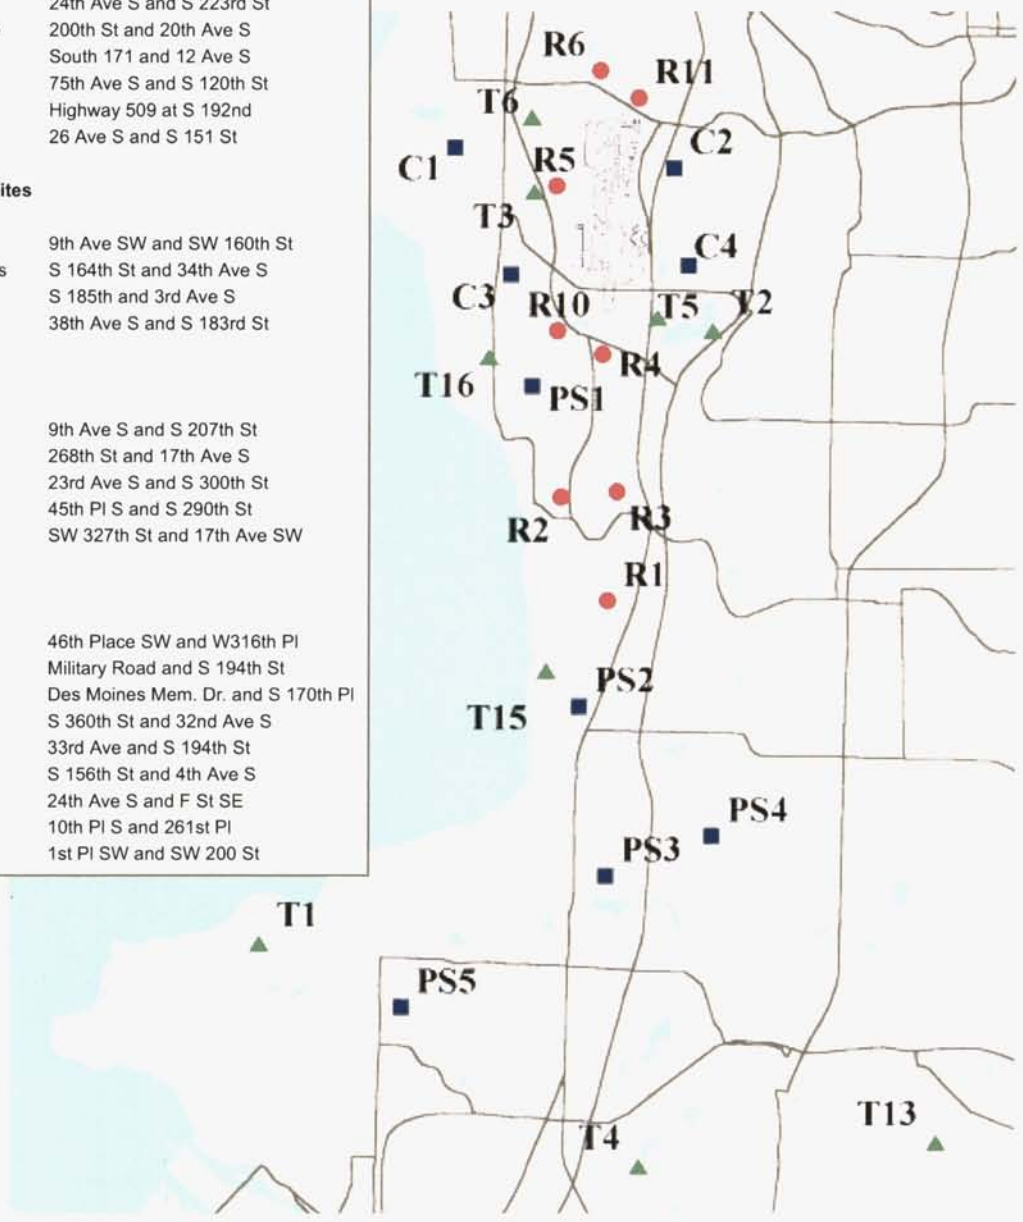 24th Ave S and S 223rd St
200th St and 20th Ave S
South 171 and 12 Ave S
75th Ave S and S 120th St
Highway 509 at S 192nd
26 Ave S and S 151 St
ites
9th Ave SW and SW 160th St
s S 164th St and 34th Ave S
S 185th and 3rd Ave S
38th Ave S and S 183rd St
9th Ave S and S 207th St
268th St and 17th Ave S
23rd Ave S and S 300th St
45th Pl S and S 290th St
SW 327th St and 17th Ave SW
46th Place SW and W316th Pl
Military Road and S 194th St
Des Moines Mem. Dr. and S 170th Pl
S 360th St and 32nd Ave S
33rd Ave and S 194th St
S 156th St and 4th Ave S
24th Ave S and F St SE
10th Pl S and 261st Pl
1st Pl SW and SW 200 St
R6
R11
T6
C2
C1
R5
T3
C4
C3
R10
T5
T2
R4
T16
PS1
R2
R3
R1
PS2
T15
PS4
PS3
T1
PS5
T13
T4